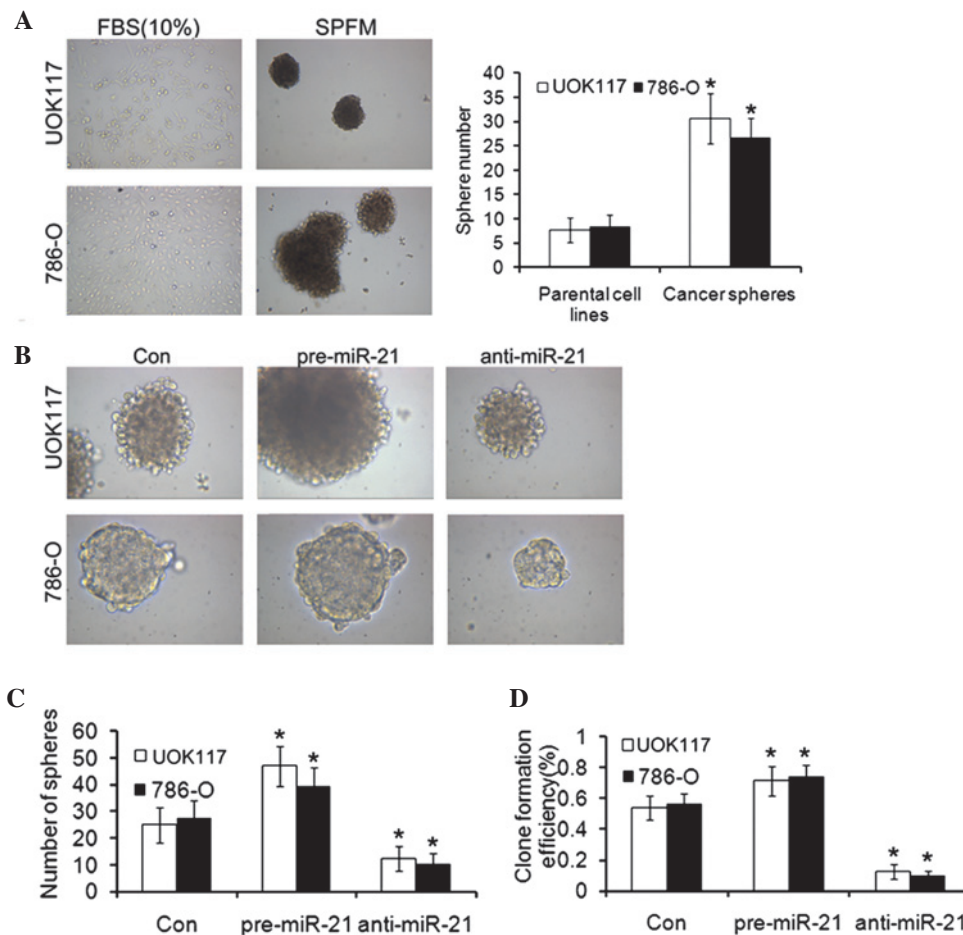 A
FBS(10%)
SPFM
UOK117
786-O
Sphere number
40
35
30
25
20
15
10
5
0
UOK117
786-O
*
*
Parental cell lines
Cancer spheres
B
Con
pre-miR-21
anti-miR-21
UOK117
786-O
C
Number of spheres
60
50
40
30
20
10
0
UOK117
786-O
*
*
*
*
Con
pre-miR-21
anti-miR-21
D
Clone formation
efficiency(%)
1
0.8
0.6
0.4
0.2
0
UOK117
786-O
*
*
*
*
Con
pre-miR-21
anti-miR-21